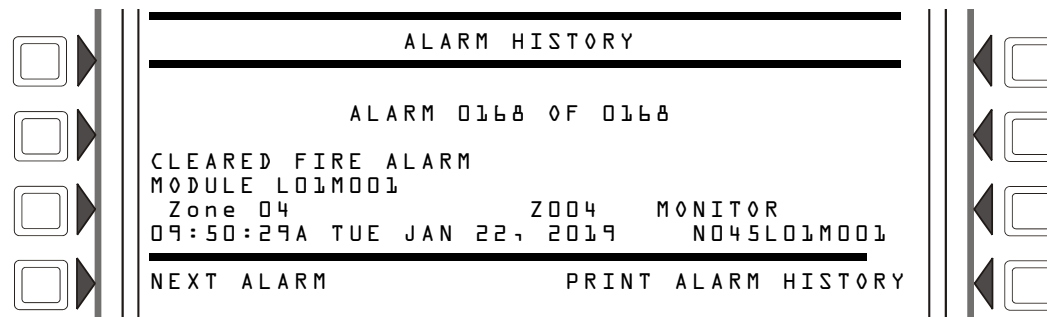 ALARM HISTORY
ALARM 0168 OF 0168
CLEARED FIRE ALARM
MODULE L01M001
Zone 04 Z004 MONITOR
09:50:29A TUE JAN 22, 2019 N045L01M001
NEXT ALARM PRINT ALARM HISTORY